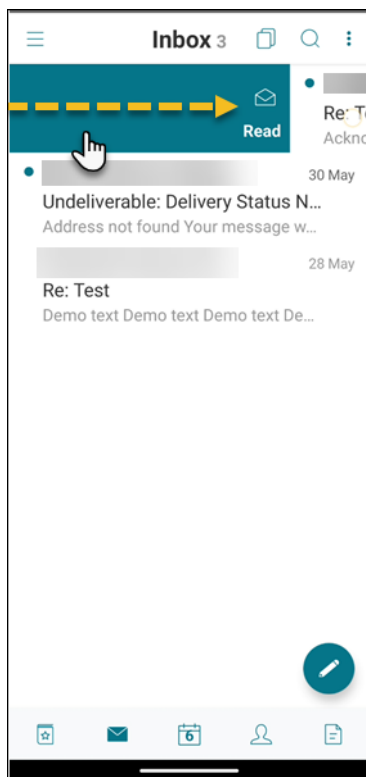 Inbox 3
Read
Re:
Ackno
30 May
Undeliverable: Delivery Status N...
Address not found Your message w...
28 May
Re: Test
Demo text Demo text Demo text De...
6